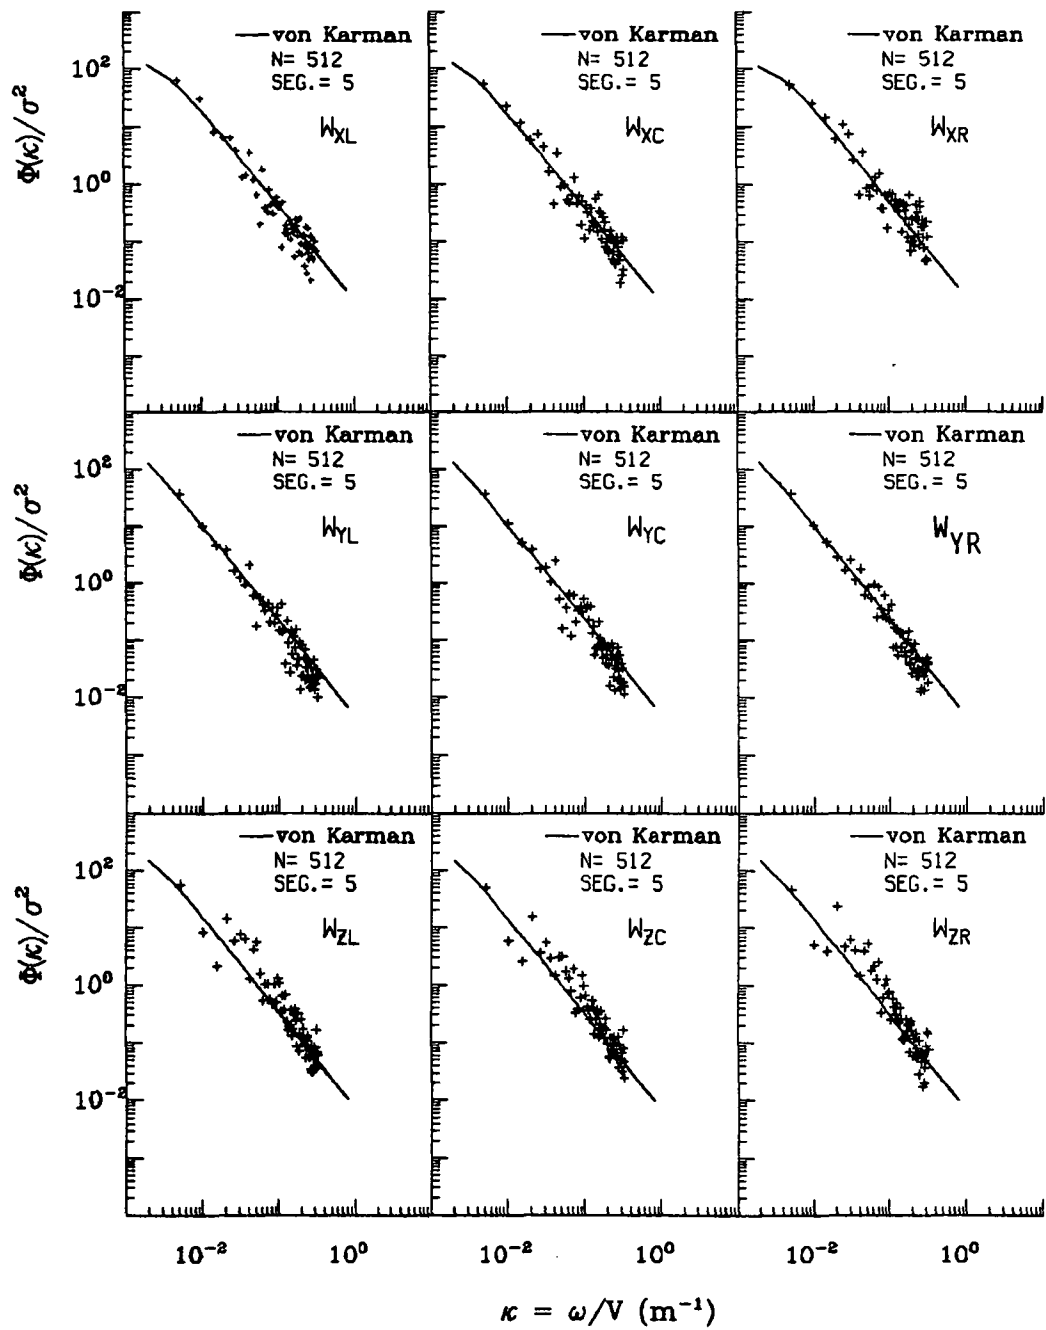 von Karman
N= 512
SEG.= 5
W_XL
von Karman
N= 512
SEG.= 5
W_XC
von Karman
N= 512
SEG.= 5
W_XR
Φ(κ)/σ²
10²
10⁰
10⁻²
von Karman
N= 512
SEG.= 5
W_YL
von Karman
N= 512
SEG.= 5
W_YC
von Karman
N= 512
SEG.= 5
W_YR
Φ(κ)/σ²
10²
10⁰
10⁻²
von Karman
N= 512
SEG.= 5
W_ZL
von Karman
N= 512
SEG.= 5
W_ZC
von Karman
N= 512
SEG.= 5
W_ZR
Φ(κ)/σ²
10²
10⁰
10⁻²
10⁻² 10⁰ 10⁻² 10⁰ 10⁻² 10⁰
κ = ω/V (m⁻¹)